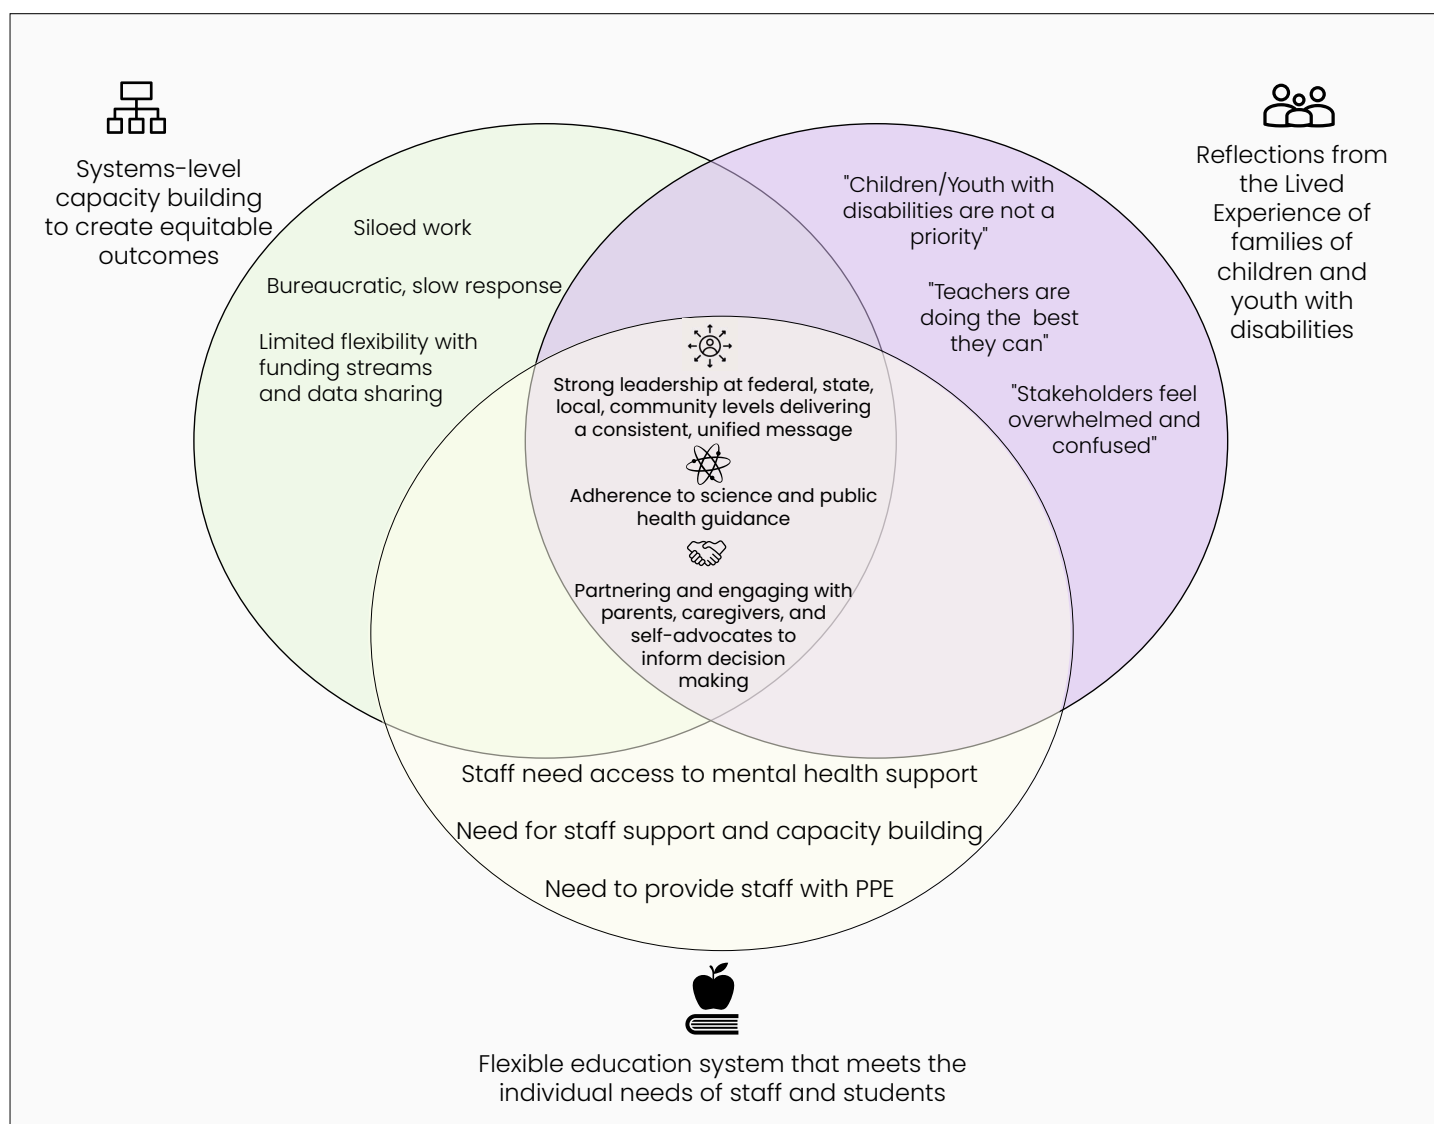 Systems-level
capacity building
to create equitable
outcomes
Siloed work
Bureaucratic, slow response
Limited flexibility with
funding streams
and data sharing
"Children/Youth with
disabilities are not a
priority"
"Teachers are
doing the best
they can"
"Stakeholders feel
overwhelmed and
confused"
Reflections from
the Lived
Experience of
families of
children and
youth with
disabilities
Strong leadership at federal, state,
local, community levels delivering
a consistent, unified message
Adherence to science and public
health guidance
Partnering and engaging with
parents, caregivers, and
self-advocates to
inform decision
making
Staff need access to mental health support
Need for staff support and capacity building
Need to provide staff with PPE
Flexible education system that meets the
individual needs of staff and students